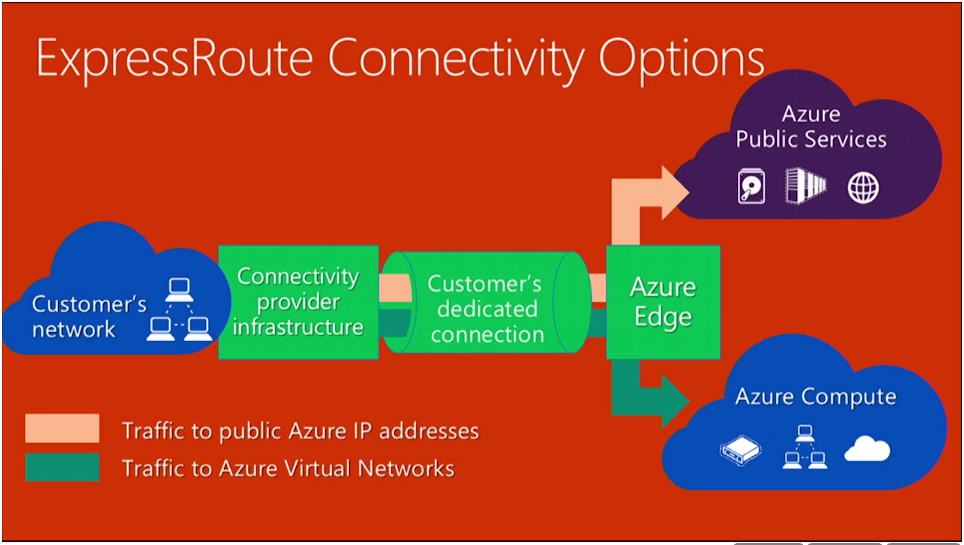 ExpressRoute Connectivity Options
Azure
Public Services
Customer's
network
Connectivity
provider
infrastructure
Customer's
dedicated
connection
Azure
Edge
Azure Compute
Traffic to public Azure IP addresses
Traffic to Azure Virtual Networks